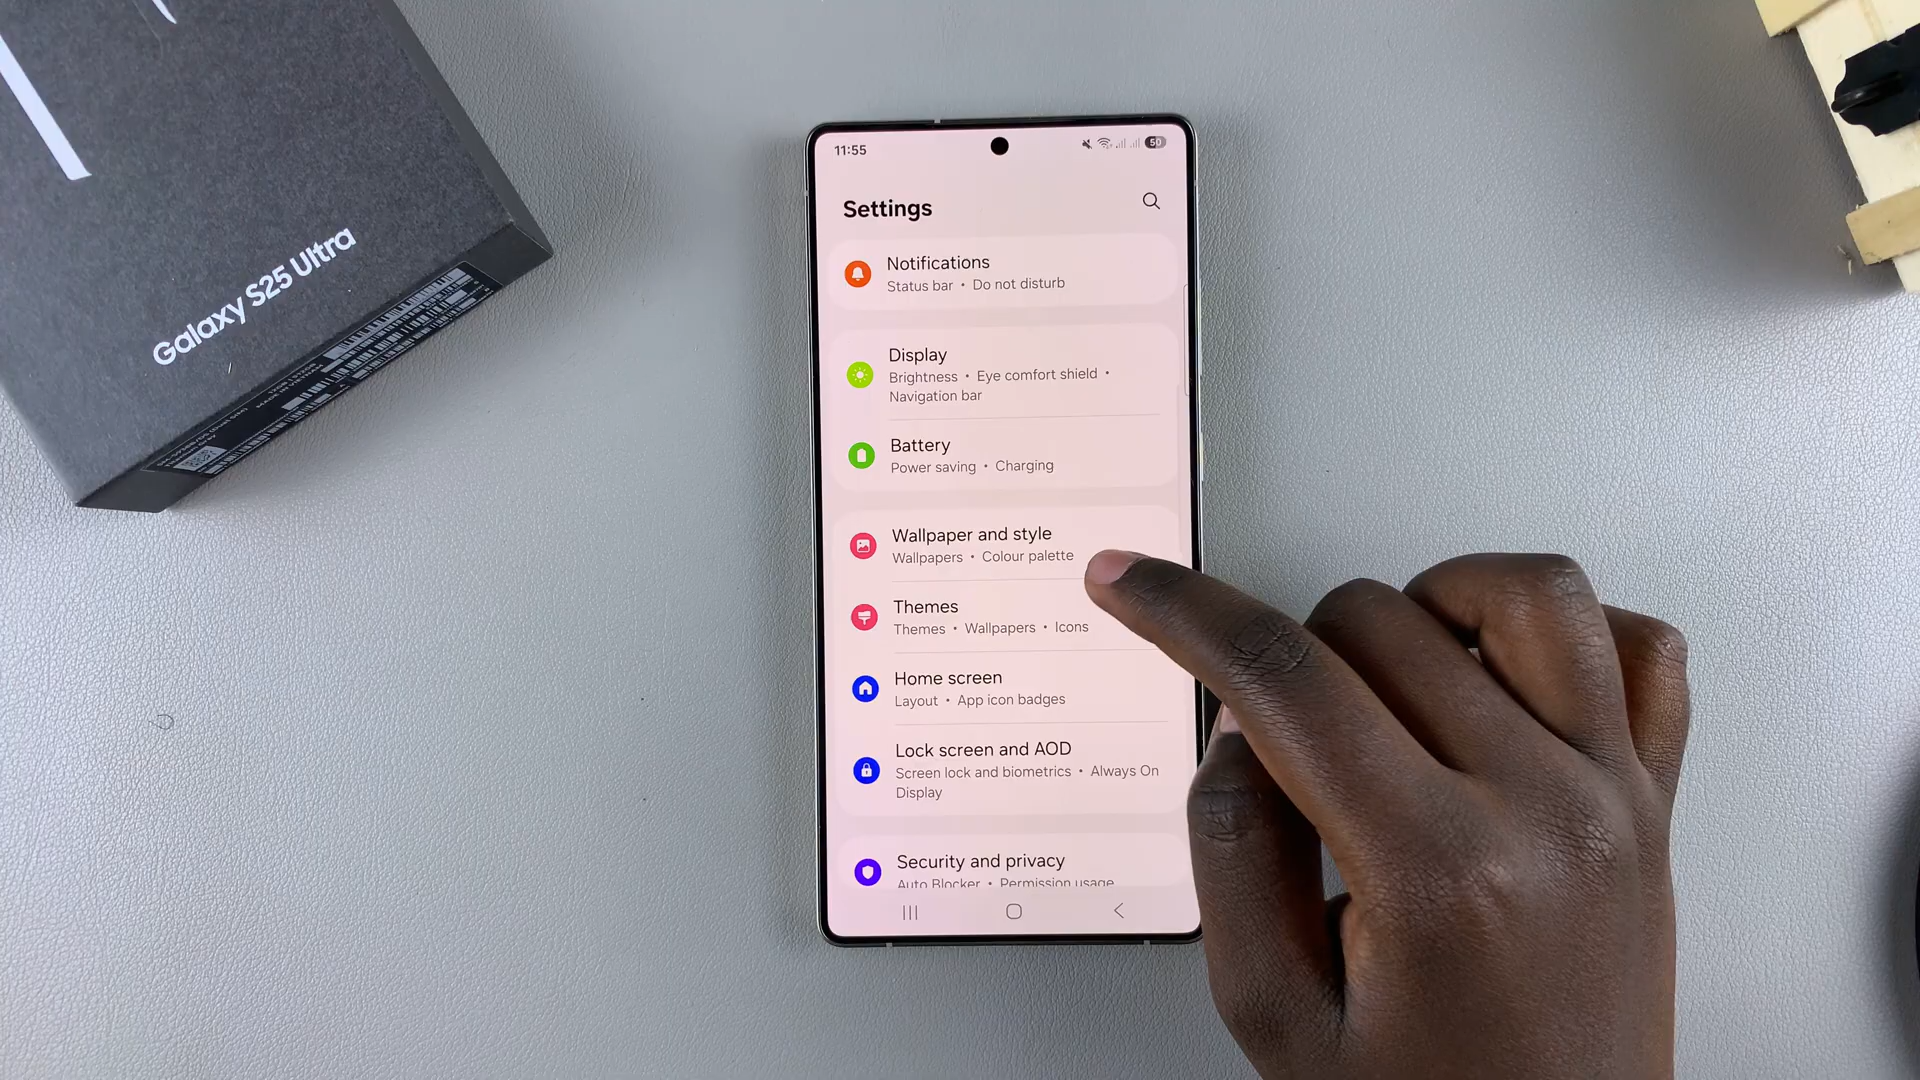 Galaxy S25 Ultra
11:55
50
Settings
Notifications
Status bar • Do not disturb
Display
Brightness • Eye comfort shield •
Navigation bar
Battery
Power saving • Charging
Wallpaper and style
Wallpapers • Colour palette
Themes
Themes • Wallpapers • Icons
Home screen
Layout • App icon badges
Lock screen and AOD
Screen lock and biometrics • Always On
Display
Security and privacy
Auto Blocker • Permission usage